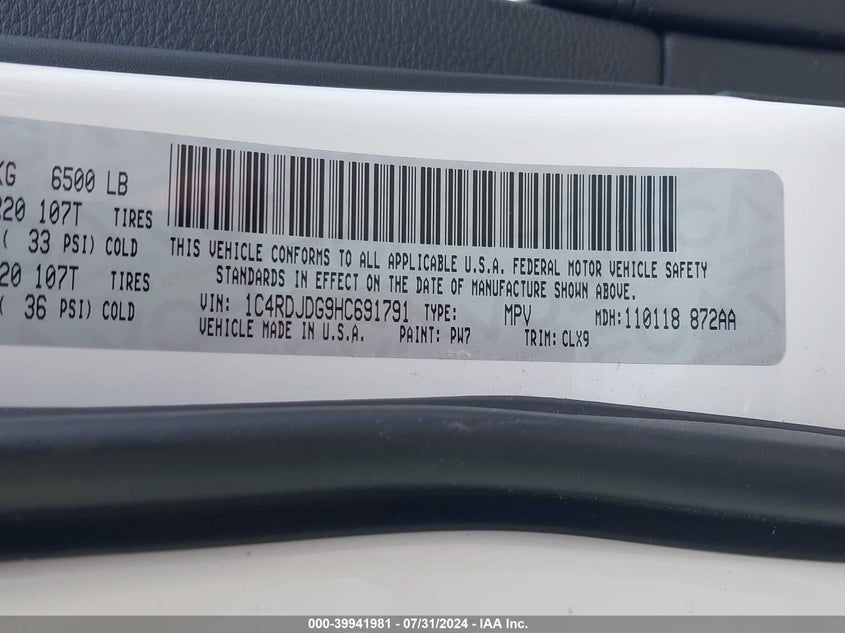 KG 6500 LB
220 107T TIRES
( 33 PSI) COLD
20 107T TIRES
( 36 PSI) COLD
THIS VEHICLE CONFORMS TO ALL APPLICABLE U.S.A. FEDERAL MOTOR VEHICLE SAFETY
STANDARDS IN EFFECT ON THE DATE OF MANUFACTURE SHOWN ABOVE.
VIN: 1C4RDJDG9HC691791 TYPE: MPV MDH:110118 872AA
VEHICLE MADE IN U.S.A. PAINT: PW7 TRIM: CLX9
000-39941981 / 07/31/2024 - IAA Inc.